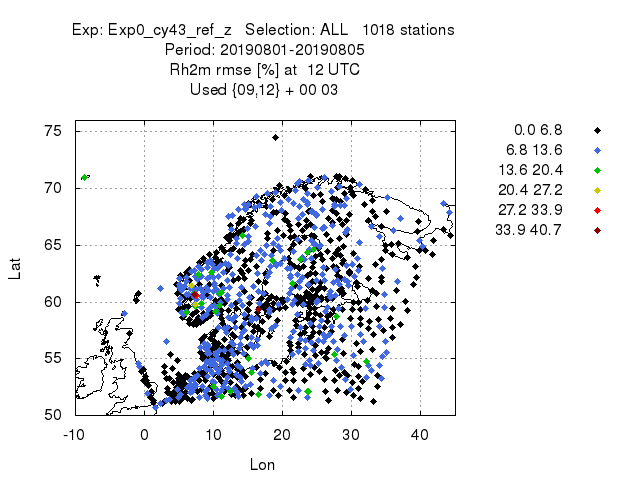 Exp: Exp0_cy43_ref_z   Selection: ALL   1018 stations
Period: 20190801-20190805
Rh2m rmse [%] at  12 UTC
Used {09,12} + 00 03
0.0 6.8
6.8 13.6
13.6 20.4
20.4 27.2
27.2 33.9
33.9 40.7
75
70
65
60
55
50
Lat
-10 0 10 20 30 40
Lon